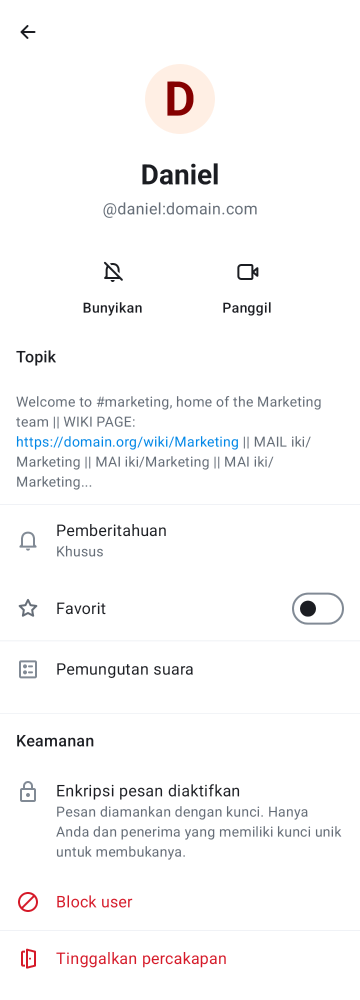 D
Daniel
@daniel:domain.com
Bunyikan
Panggil
Topik
Welcome to #marketing, home of the Marketing
team || WIKI PAGE:
https://domain.org/wiki/Marketing || MAIL iki/
Marketing || MAI iki/Marketing || MAI iki/
Marketing...
Pemberitahuan
Khusus
Favorit
Pemungutan suara
Keamanan
Enkripsi pesan diaktifkan
Pesan diamankan dengan kunci. Hanya
Anda dan penerima yang memiliki kunci unik
untuk membukanya.
Block user
Tinggalkan percakapan